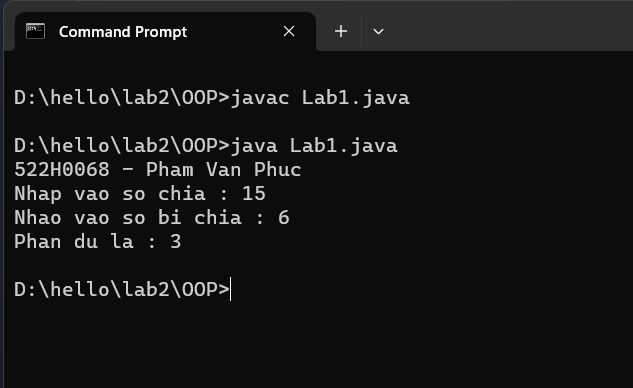 Command Prompt
D:\hello\lab2\OOP>javac Lab1.java
D:\hello\lab2\OOP>java Lab1.java
522H0068 - Pham Van Phuc
Nhap vao so chia : 15
Nhao vao so bi chia : 6
Phan du la : 3
D:\hello\lab2\OOP>